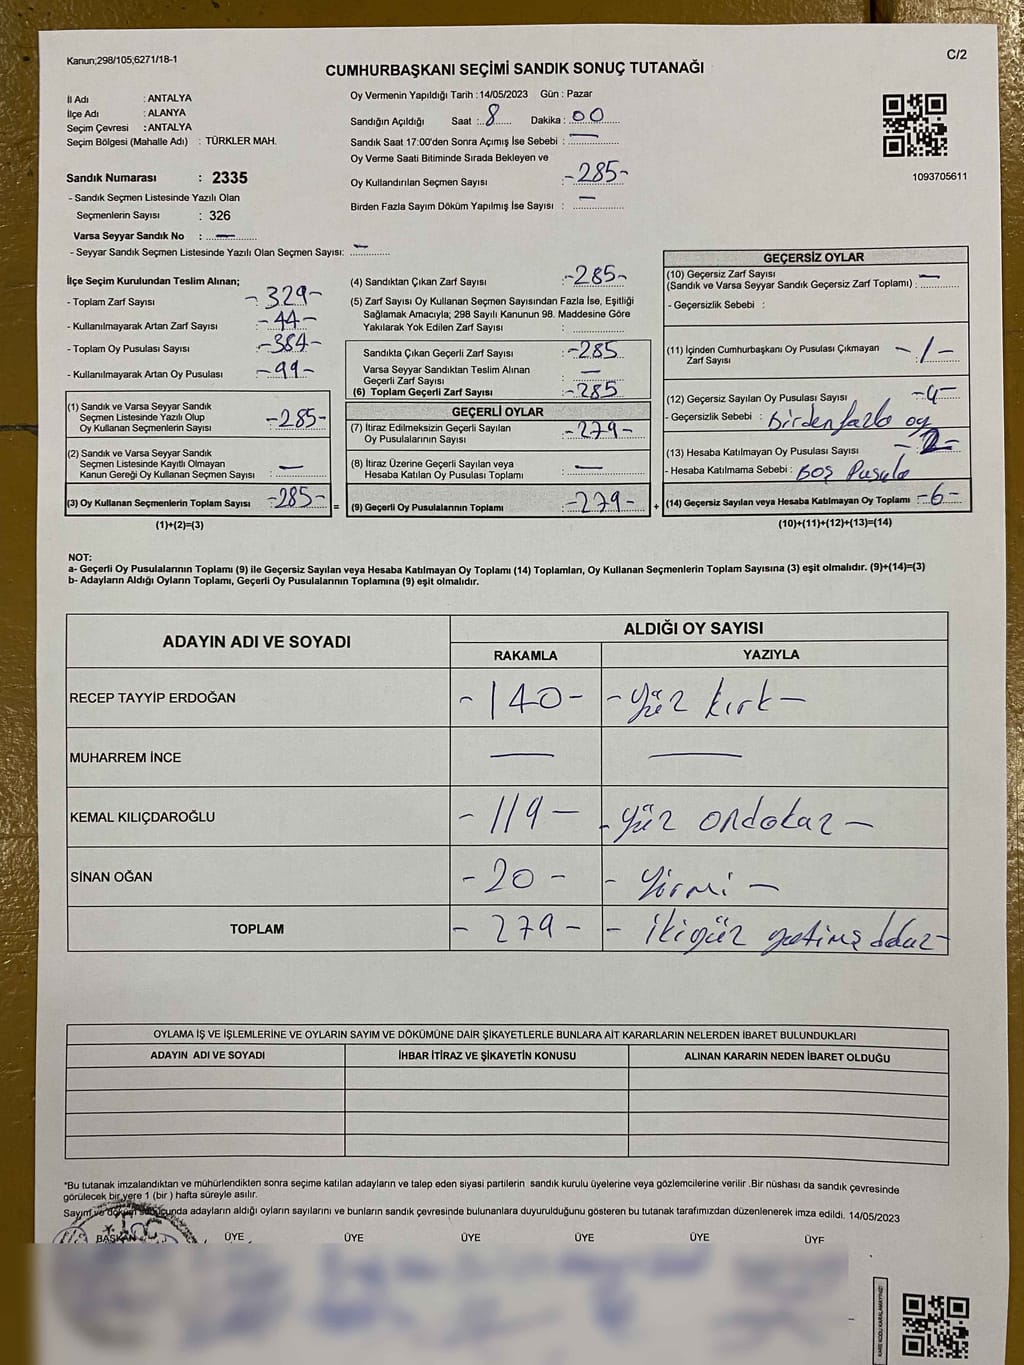 Kanun;298/105,6271/18-1
C/2
CUMHURBAŞKANI SEÇİMİ SANDIK SONUÇ TUTANAĞI
İl Adı : ANTALYA
İlçe Adı : ALANYA
Seçim Çevresi : ANTALYA
Seçim Bölgesi (Mahalle Adı) : TÜRKLER MAH.
Sandık Numarası : 2335
- Sandık Seçmen Listesinde Yazılı Olan
Seçmenlerin Sayısı : 326
Varsa Seyyar Sandık No : —
- Seyyar Sandık Seçmen Listesinde Yazılı Olan Seçmen Sayısı: —
Oy Vermenin Yapıldığı Tarih : 14/05/2023 Gün : Pazar
Sandığın Açıldığı Saat : 8 Dakika : 00
Sandık Saat 17:00'den Sonra Açımış İse Sebebi : —
Oy Verme Saati Bitiminde Sırada Bekleyen ve
Oy Kullandırılan Seçmen Sayısı : -285-
Birden Fazla Sayım Döküm Yapılmış İse Sayısı : —
1093705611
İlçe Seçim Kurulundan Teslim Alınan;
- Toplam Zarf Sayısı -329-
- Kullanılmayarak Artan Zarf Sayısı -44-
- Toplam Oy Pusulası Sayısı -384-
- Kullanılmayarak Artan Oy Pusulası -99-
(1) Sandık ve Varsa Seyyar Sandık
Seçmen Listesinde Yazılı Olup
Oy Kullanan Seçmenlerin Sayısı -285-
(2) Sandık ve Varsa Seyyar Sandık
Seçmen Listesinde Kayıtlı Olmayan
Kanun Gereği Oy Kullanan Seçmen Sayısı : —
(3) Oy Kullanan Seçmenlerin Toplam Sayısı -285-
(1)+(2)=(3)
=
(4) Sandıktan Çıkan Zarf Sayısı -285-
(5) Zarf Sayısı Oy Kullanan Seçmen Sayısından Fazla İse, Eşitliği
Sağlamak Amacıyla; 298 Sayılı Kanunun 98. Maddesine Göre
Yakılarak Yok Edilen Zarf Sayısı :
Sandıkta Çıkan Geçerli Zarf Sayısı -285
Varsa Seyyar Sandıktan Teslim Alınan
Geçerli Zarf Sayısı —
(6) Toplam Geçerli Zarf Sayısı -285
GEÇERLİ OYLAR
(7) İtiraz Edilmeksizin Geçerli Sayılan
Oy Pusulalarının Sayısı -279-
(8) İtiraz Üzerine Geçerli Sayılan veya
Hesaba Katılan Oy Pusulası Toplamı —
(9) Geçerli Oy Pusulalarının Toplamı -279-
+
GEÇERSİZ OYLAR
(10) Geçersiz Zarf Sayısı
(Sandık ve Varsa Seyyar Sandık Geçersiz Zarf Toplamı) : —
- Geçersizlik Sebebi :
(11) İçinden Cumhurbaşkanı Oy Pusulası Çıkmayan
Zarf Sayısı -/-
(12) Geçersiz Sayılan Oy Pusulası Sayısı -4-
- Geçersizlik Sebebi : Birden fazla oy
(13) Hesaba Katılmayan Oy Pusulası Sayısı -2-
- Hesaba Katılmama Sebebi : Boş Pusula
(14) Geçersiz Sayılan veya Hesaba Katılmayan Oy Toplamı -6-
(10)+(11)+(12)+(13)=(14)
NOT:
a- Geçerli Oy Pusulalarının Toplamı (9) ile Geçersiz Sayılan veya Hesaba Katılmayan Oy Toplamı (14) Toplamları, Oy Kullanan Seçmenlerin Toplam Sayısına (3) eşit olmalıdır. (9)+(14)=(3)
b- Adayların Aldığı Oyların Toplamı, Geçerli Oy Pusulalarının Toplamına (9) eşit olmalıdır.
ADAYIN ADI VE SOYADI
ALDIĞI OY SAYISI
RAKAMLA YAZIYLA
RECEP TAYYİP ERDOĞAN -140- -yüz kırk-
MUHARREM İNCE — —
KEMAL KILIÇDAROĞLU -119- -yüz ondokuz-
SİNAN OĞAN -20- -yirmi-
TOPLAM -279- -ikiyüz yetmiş dokuz-
OYLAMA İŞ VE İŞLEMLERİNE VE OYLARIN SAYIM VE DÖKÜMÜNE DAİR ŞİKAYETLERLE BUNLARA AİT KARARLARIN NELERDEN İBARET BULUNDUKLARI
ADAYIN ADI VE SOYADI İHBAR İTİRAZ VE ŞİKAYETİN KONUSU ALINAN KARARIN NEDEN İBARET OLDUĞU
*Bu tutanak imzalandıktan ve mühürlendikten sonra seçime katılan adayların ve talep eden siyasi partilerin sandık kurulu üyelerine veya gözlemcilerine verilir .Bir nüshası da sandık çevresinde
görülecek bir yere 1 (bir ) hafta süreyle asılır.
Sayım ve döküm sonucunda adayların aldığı oyların sayılarını ve bunların sandık çevresinde bulunanlara duyurulduğunu gösteren bu tutanak tarafımızdan düzenlenerek imza edildi. 14/05/2023
BAŞKAN ÜYE ÜYE ÜYE ÜYE ÜYE ÜYE
KARE KODU KARALAMAYINIZ!